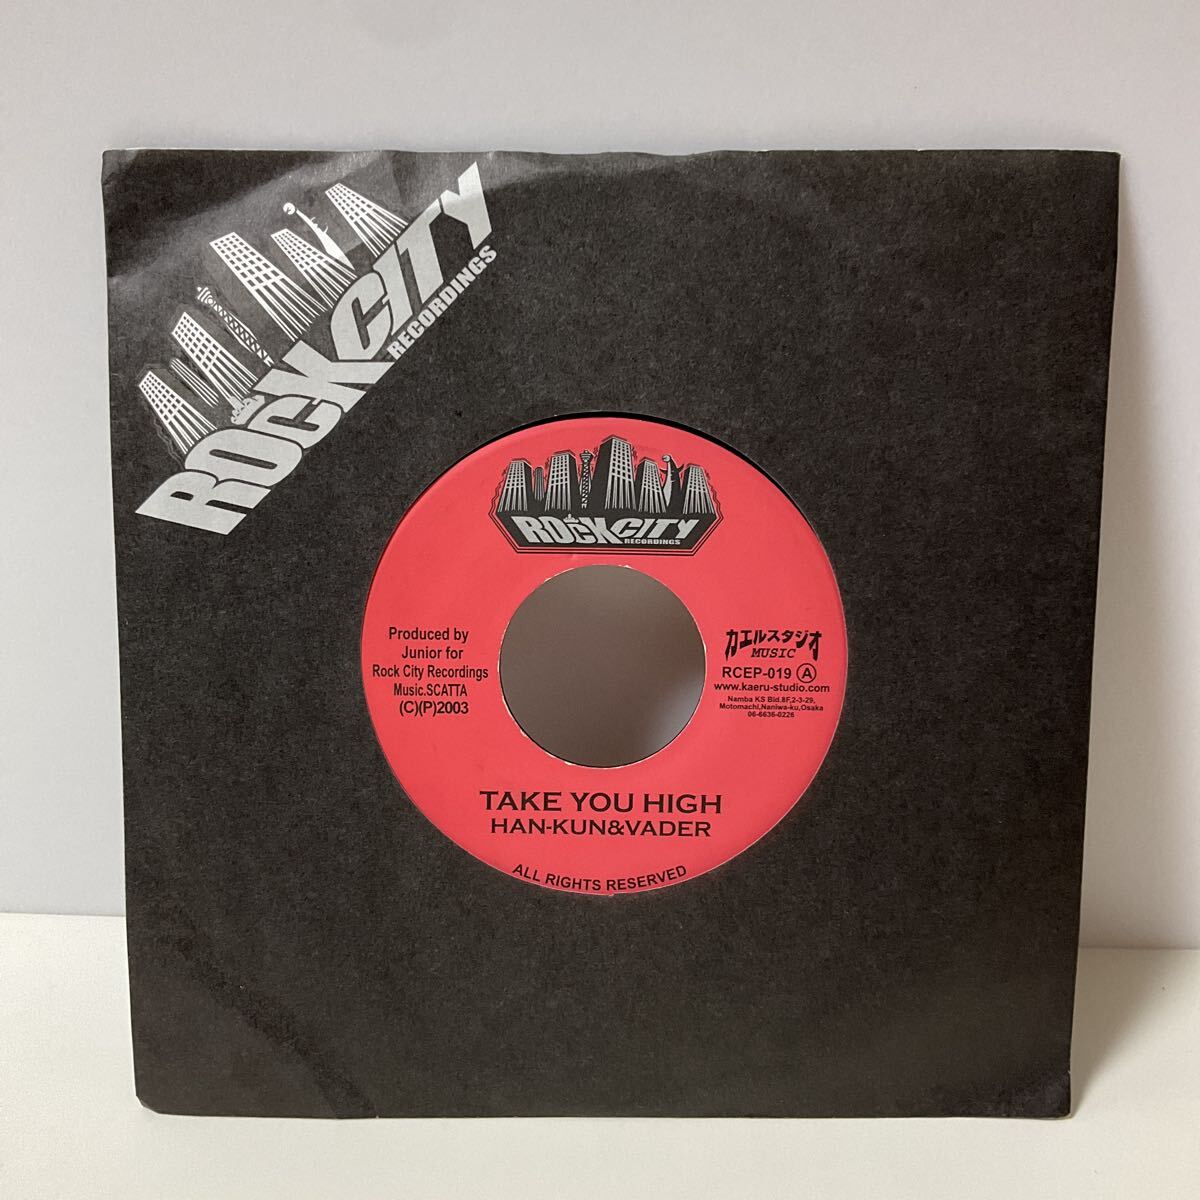 ROCK CITY
RECORDINGS
ROCK CITY
RECORDINGS
Produced by
Junior for
Rock City Recordings
Music.SCATTA
(C)(P)2003
カエルスタジオ
MUSIC
RCEP-019 A
www.kaeru-studio.com
Namba KS Bld.8F,2-3-29,
Motomachi,Naniwa-ku,Osaka
06-6636-0226
TAKE YOU HIGH
HAN-KUN&VADER
ALL RIGHTS RESERVED